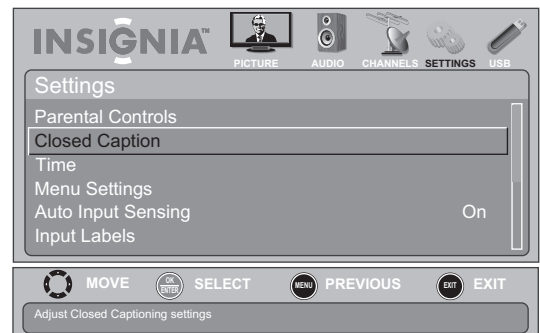 INSIGNIA™
PICTURE AUDIO CHANNELS SETTINGS USB
Settings
Parental Controls
Closed Caption
Time
Menu Settings
Auto Input Sensing On
Input Labels
MOVE OK ENTER SELECT MENU PREVIOUS EXIT EXIT
Adjust Closed Captioning settings